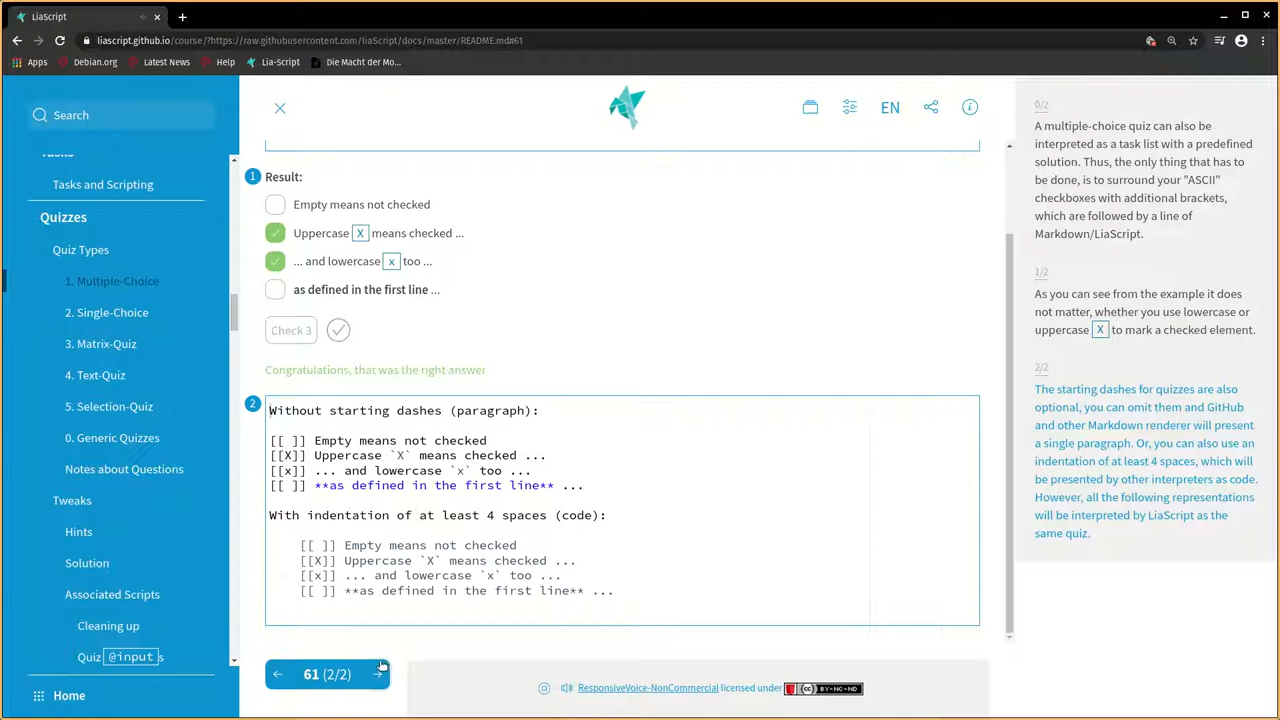 LiaScript
liascript.github.io/course/?https://raw.githubusercontent.com/liaScript/docs/master/README.md#61
Apps
Debian.org
Latest News
Help
Lia-Script
Die Macht der Mo...
Search
EN
Tasks
Tasks and Scripting
Quizzes
Quiz Types
1. Multiple-Choice
2. Single-Choice
3. Matrix-Quiz
4. Text-Quiz
5. Selection-Quiz
0. Generic Quizzes
Notes about Questions
Tweaks
Hints
Solution
Associated Scripts
Cleaning up
Quiz @input s
Home
1 Result:
Empty means not checked
Uppercase X means checked ...
... and lowercase x too ...
as defined in the first line ...
Check 3
Congratulations, that was the right answer
2
Without starting dashes (paragraph):
[[ ]] Empty means not checked
[[X]] Uppercase `X` means checked ...
[[x]] ... and lowercase `x` too ...
[[ ]] **as defined in the first line** ...
With indentation of at least 4 spaces (code):
[[ ]] Empty means not checked
[[X]] Uppercase `X` means checked ...
[[x]] ... and lowercase `x` too ...
[[ ]] **as defined in the first line** ...
61 (2/2)
ResponsiveVoice-NonCommercial licensed under
cc BY-NC-ND
0/2
A multiple-choice quiz can also be
interpreted as a task list with a predefined
solution. Thus, the only thing that has to
be done, is to surround your "ASCII"
checkboxes with additional brackets,
which are followed by a line of
Markdown/LiaScript.
1/2
As you can see from the example it does
not matter, whether you use lowercase or
uppercase X to mark a checked element.
2/2
The starting dashes for quizzes are also
optional, you can omit them and GitHub
and other Markdown renderer will present
a single paragraph. Or, you can also use an
indentation of at least 4 spaces, which will
be presented by other interpreters as code.
However, all the following representations
will be interpreted by LiaScript as the
same quiz.